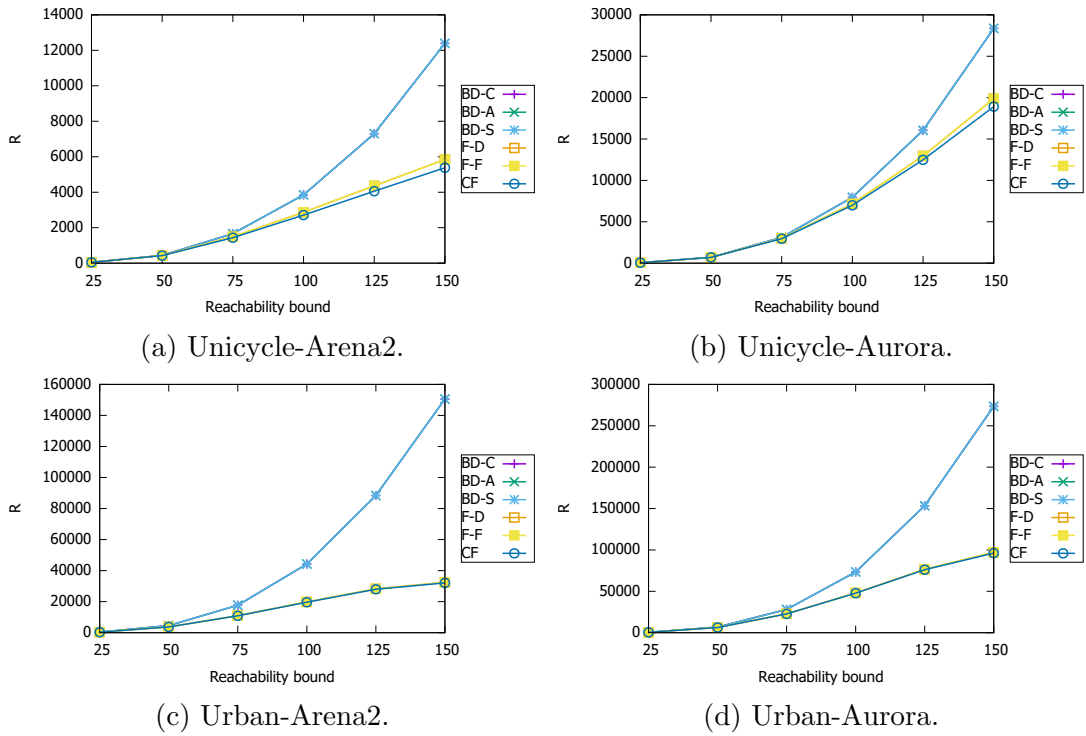 14000
12000
10000
8000
6000
4000
2000
0
R
25 50 75 100 125 150
Reachability bound
BD-C
BD-A
BD-S
F-D
F-F
CF
(a) Unicycle-Arena2.
30000
25000
20000
15000
10000
5000
0
R
25 50 75 100 125 150
Reachability bound
BD-C
BD-A
BD-S
F-D
F-F
CF
(b) Unicycle-Aurora.
160000
140000
120000
100000
80000
60000
40000
20000
0
R
25 50 75 100 125 150
Reachability bound
BD-C
BD-A
BD-S
F-D
F-F
CF
(c) Urban-Arena2.
300000
250000
200000
150000
100000
50000
0
R
25 50 75 100 125 150
Reachability bound
BD-C
BD-A
BD-S
F-D
F-F
CF
(d) Urban-Aurora.